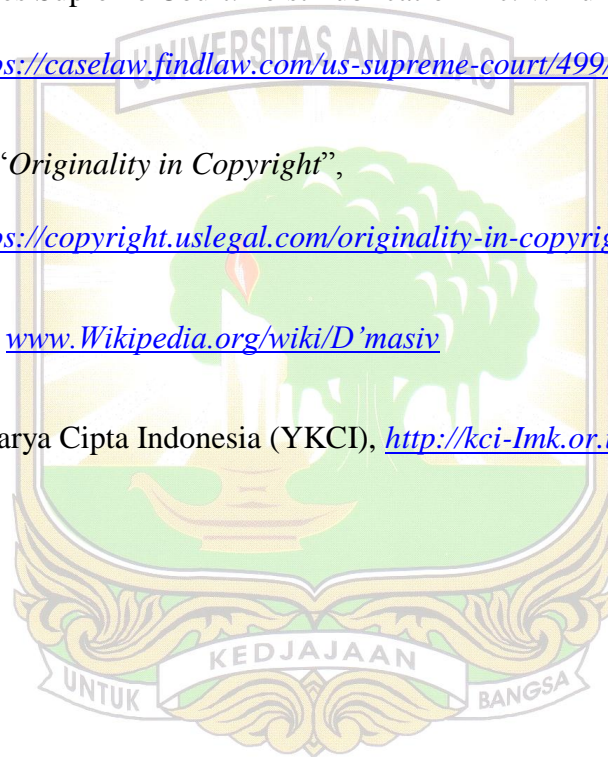 UNIVERSITAS ANDALAS
ps://caselaw.findlaw.com/us-supreme-court/499/
“Originality in Copyright”,
ps://copyright.uslegal.com/originality-in-copyrig
www.Wikipedia.org/wiki/D’masiv
arya Cipta Indonesia (YKCI), http://kci-Imk.or.i
KEDJAJAAN
UNTUK
BANGSA